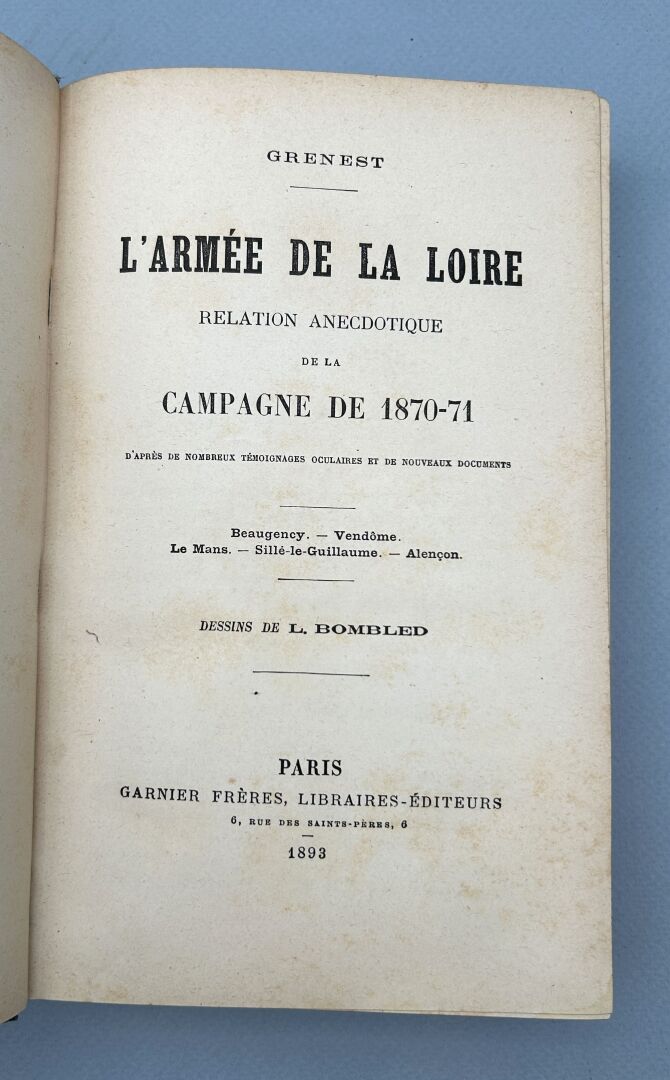 GRENEST
L'ARMÉE DE LA LOIRE
RELATION ANECDOTIQUE
DE LA
CAMPAGNE DE 1870-71
D'APRÈS DE NOMBREUX TÉMOIGNAGES OCULAIRES ET DE NOUVEAUX DOCUMENTS
Beaugency. — Vendôme.
Le Mans. — Sillé-le-Guillaume. — Alençon.
DESSINS DE L. BOMBLED
PARIS
GARNIER FRÈRES, LIBRAIRES-ÉDITEURS
6, RUE DES SAINTS-PÈRES, 6
1893